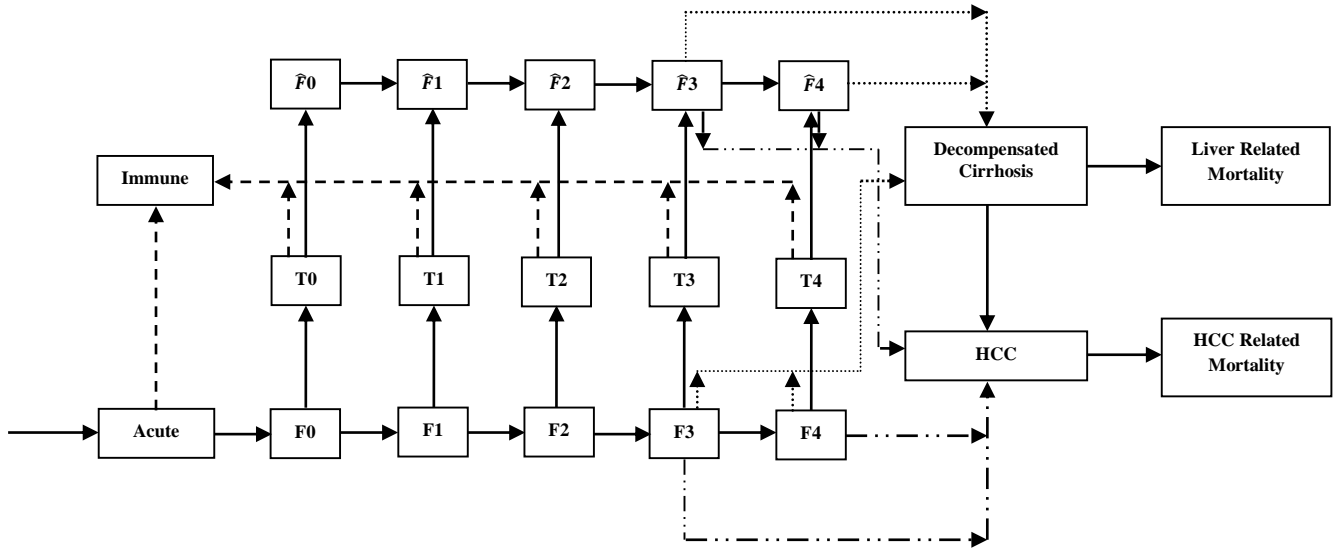 F̂0
F̂1
F̂2
F̂3
F̂4
Decompensated
Cirrhosis
Liver Related
Mortality
Immune
T0
T1
T2
T3
T4
HCC
HCC Related
Mortality
Acute
F0
F1
F2
F3
F4